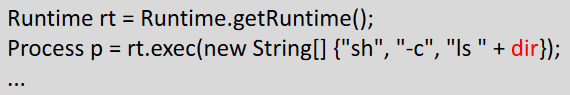 Runtime rt = Runtime.getRuntime();
Process p = rt.exec(new String[] {"sh", "-c", "ls " + dir});
...